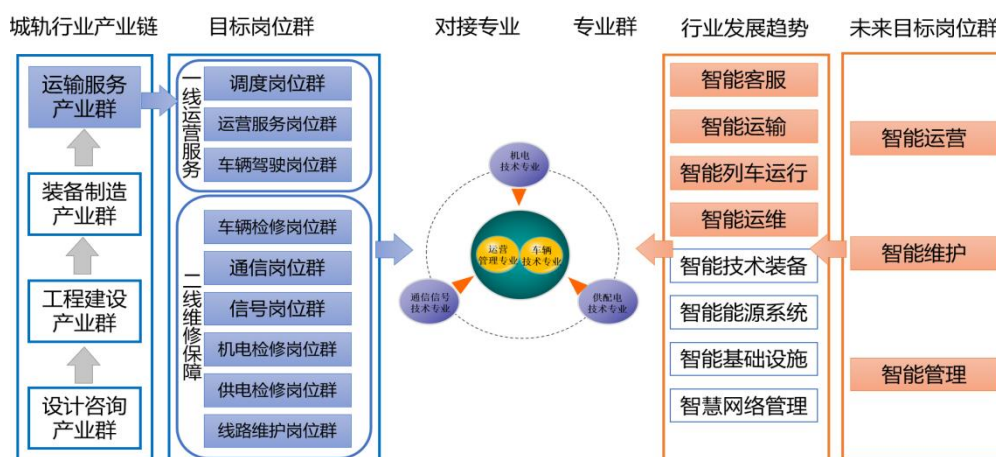 城轨行业产业链
目标岗位群
对接专业
专业群
行业发展趋势
未来目标岗位群
运输服务
产业群
装备制造
产业群
工程建设
产业群
设计咨询
产业群
一线运营服务
调度岗位群
运营服务岗位群
车辆驾驶岗位群
二线维修保障
车辆检修岗位群
通信岗位群
信号岗位群
机电检修岗位群
供电检修岗位群
线路维护岗位群
机电
技术专业
运营
管理专业
车辆
技术专业
通信信号
技术专业
供配电
技术专业
智能客服
智能运输
智能列车运行
智能运维
智能技术装备
智能能源系统
智能基础设施
智慧网络管理
智能运营
智能维护
智能管理